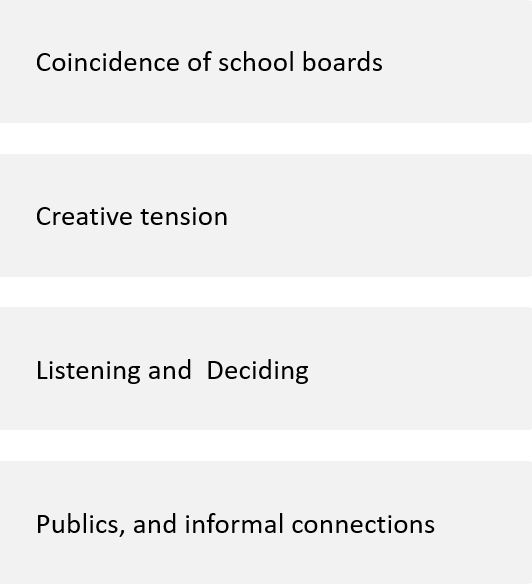 Coincidence of school boards
Creative tension
Listening and  Deciding
Publics, and informal connections